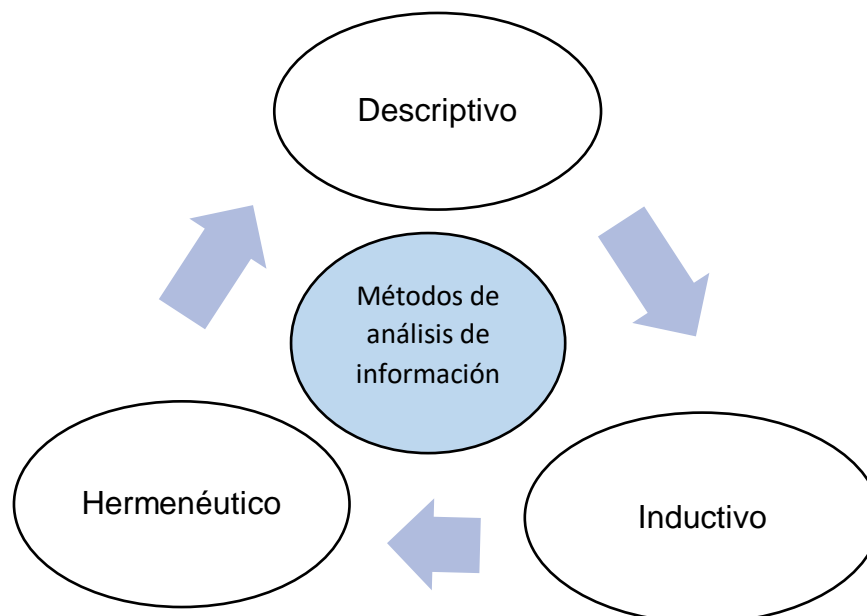 Descriptivo
Métodos de
análisis de
información
Hermenéutico
Inductivo